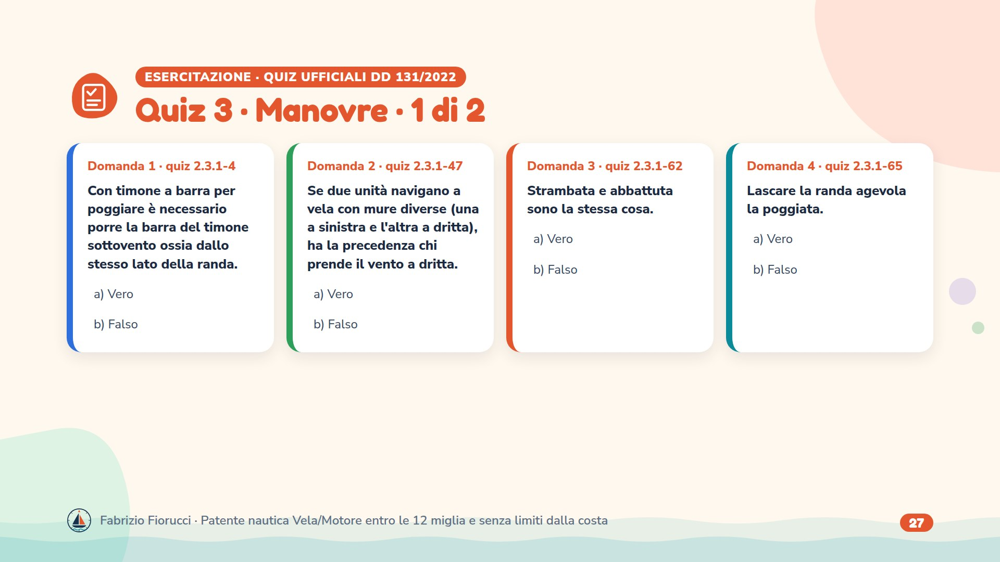 ESERCITAZIONE · QUIZ UFFICIALI DD 131/2022
Quiz 3 · Manovre · 1 di 2
Domanda 1 · quiz 2.3.1-4
Con timone a barra per
poggiare è necessario
porre la barra del timone
sottovento ossia dallo
stesso lato della randa.
a) Vero
b) Falso
Domanda 2 · quiz 2.3.1-47
Se due unità navigano a
vela con mure diverse (una
a sinistra e l'altra a dritta),
ha la precedenza chi
prende il vento a dritta.
a) Vero
b) Falso
Domanda 3 · quiz 2.3.1-62
Strambata e abbattuta
sono la stessa cosa.
a) Vero
b) Falso
Domanda 4 · quiz 2.3.1-65
Lascare la randa agevola
la poggiata.
a) Vero
b) Falso
Fabrizio Fiorucci · Patente nautica Vela/Motore entro le 12 miglia e senza limiti dalla costa
27